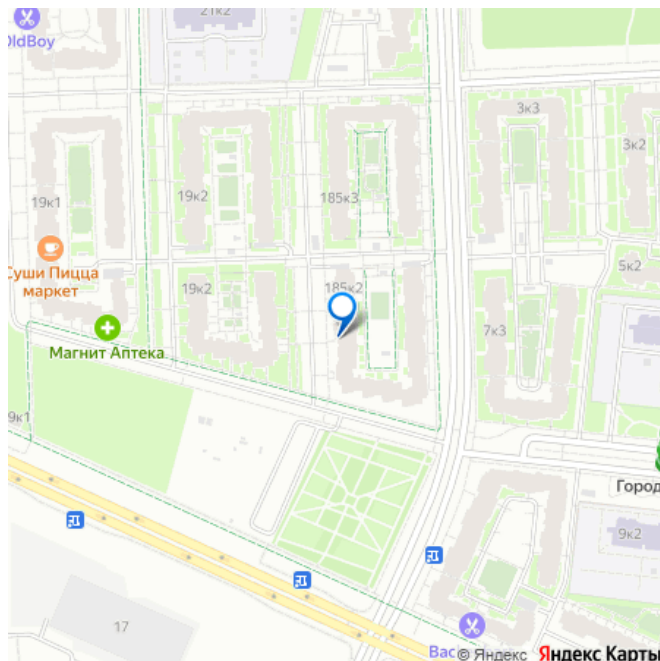 21к2
OldBoy
3к3
3к2
19к2
185к3
19к1
Суши Пицца
маркет
5к2
19к2
185к2
7к3
Магнит Аптека
9к1
Город
9к2
17
Вас
© Яндекс Яндекс Карты